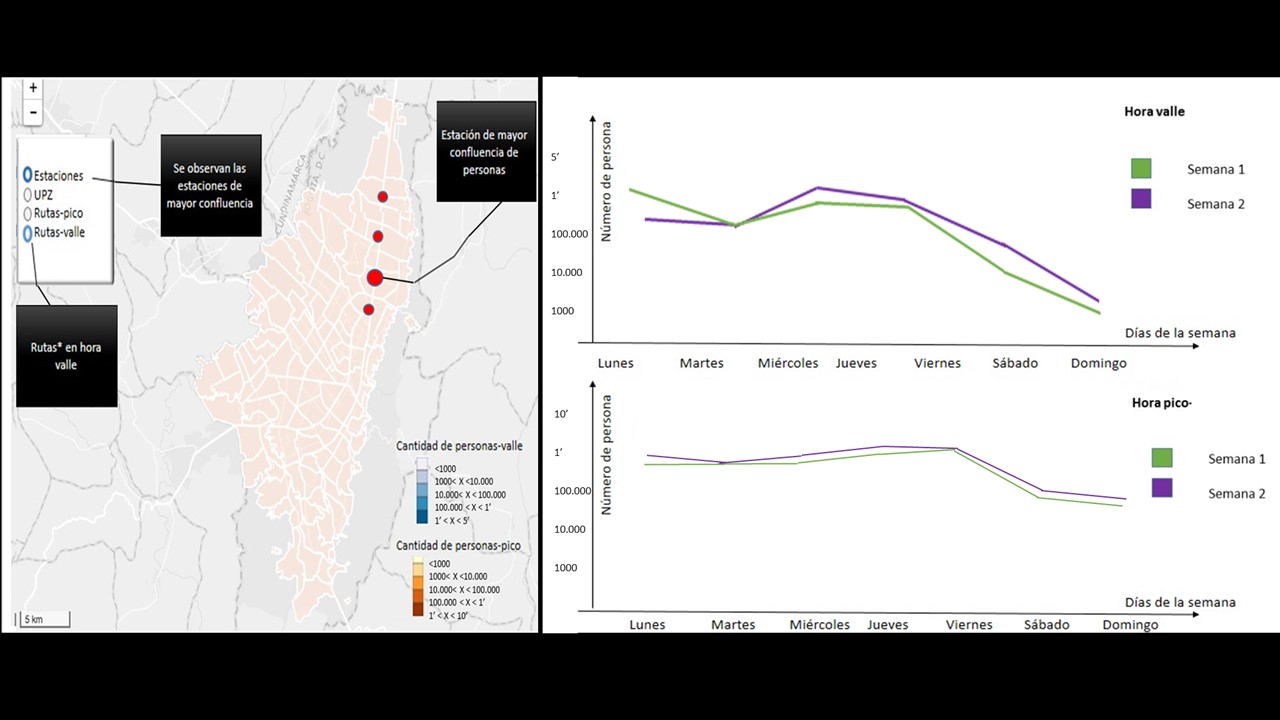 +
-
Estaciones
UPZ
Rutas-pico
Rutas-valle
Se observan las
estaciones de
mayor confluencia
Estación de mayor
confluencia de
personas
Rutas* en hora
valle
CUNDINAMARCA
BOGOTÁ, D.C.
Cantidad de personas-valle
<1000
1000< X <10.000
10.000< X < 100.000
100.000 < X < 1’
1’ < X < 5’
Cantidad de personas-pico
<1000
1000< X <10.000
10.000< X < 100.000
100.000 < X < 1’
1’ < X < 10’
5 km
Hora valle
Número de persona
5’
1’
100.000
10.000
1000
Semana 1
Semana 2
Días de la semana
Lunes Martes Miércoles Jueves Viernes Sábado Domingo
Hora pico-
Número de persona
10’
1’
100.000
10.000
1000
Semana 1
Semana 2
Días de la semana
Lunes Martes Miércoles Jueves Viernes Sábado Domingo